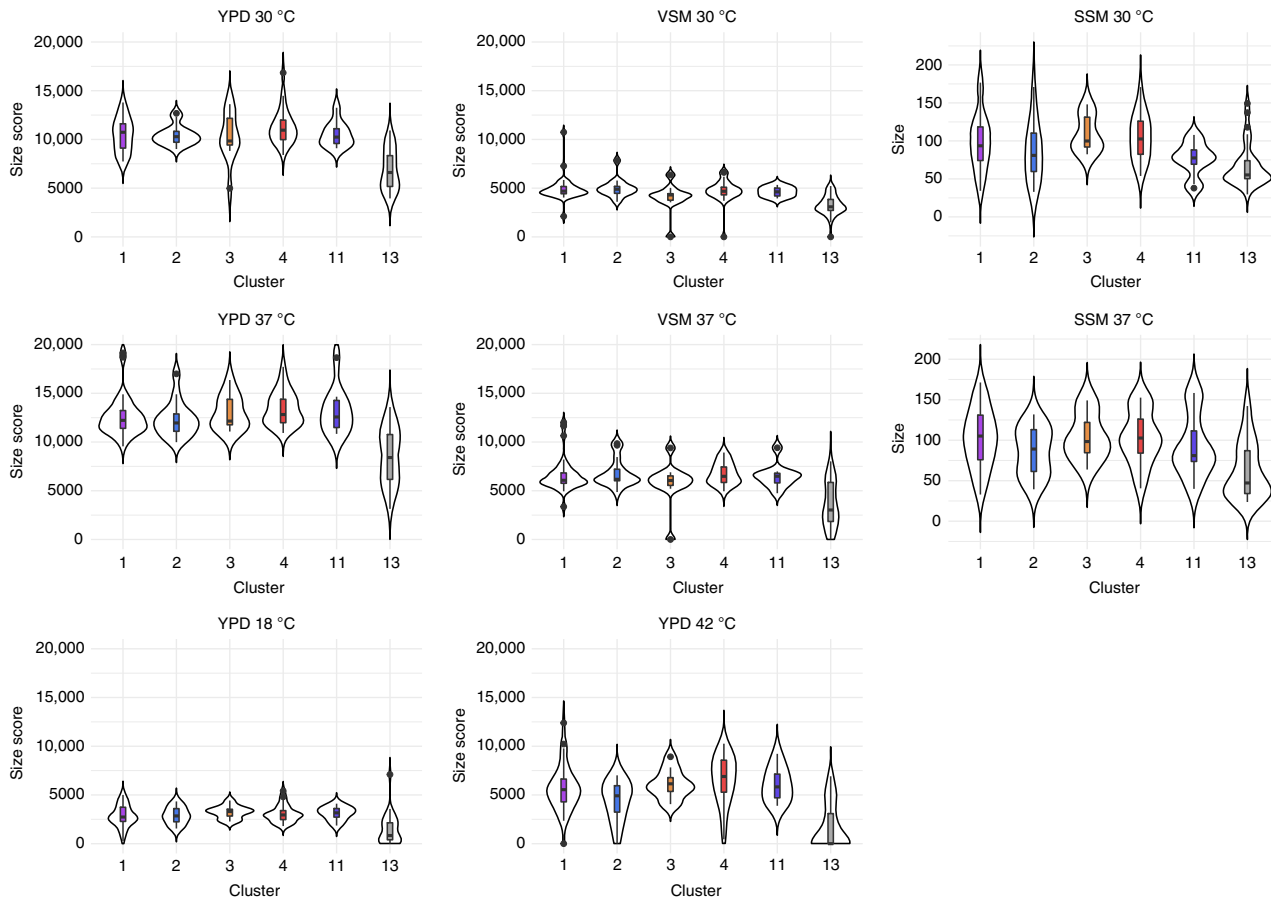 YPD 30 °C
Size score
20,000
15,000
10,000
5000
0
1 2 3 4 11 13
Cluster
VSM 30 °C
Size score
20,000
15,000
10,000
5000
0
1 2 3 4 11 13
Cluster
SSM 30 °C
Size
200
150
100
50
0
1 2 3 4 11 13
Cluster
YPD 37 °C
Size score
20,000
15,000
10,000
5000
0
1 2 3 4 11 13
Cluster
VSM 37 °C
Size score
20,000
15,000
10,000
5000
0
1 2 3 4 11 13
Cluster
SSM 37 °C
Size
200
150
100
50
0
1 2 3 4 11 13
Cluster
YPD 18 °C
Size score
20,000
15,000
10,000
5000
0
1 2 3 4 11 13
Cluster
YPD 42 °C
Size score
20,000
15,000
10,000
5000
0
1 2 3 4 11 13
Cluster